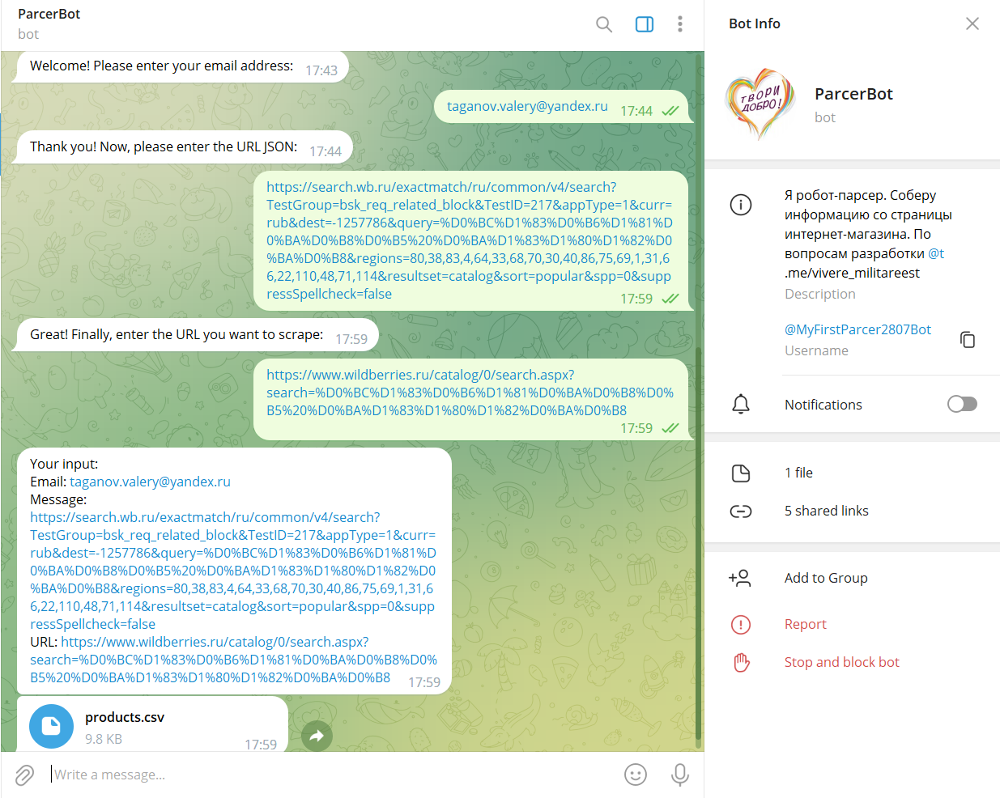 ParcerBot
bot
Welcome! Please enter your email address:
17:43
taganov.valery@yandex.ru
17:44
Thank you! Now, please enter the URL JSON:
17:44
https://search.wb.ru/exactmatch/ru/common/v4/search?
TestGroup=bsk_req_related_block&TestID=217&appType=1&curr=
rub&dest=-1257786&query=%D0%BC%D1%83%D0%B6%D1%81%D
0%BA%D0%B8%D0%B5%20%D0%BA%D1%83%D1%80%D1%82%D0
%BA%D0%B8&regions=80,38,83,4,64,33,68,70,30,40,86,75,69,1,31,6
6,22,110,48,71,114&resultset=catalog&sort=popular&spp=0&supp
ressSpellcheck=false
17:59
Great! Finally, enter the URL you want to scrape:
17:59
https://www.wildberries.ru/catalog/0/search.aspx?
search=%D0%BC%D1%83%D0%B6%D1%81%D0%BA%D0%B8%D0%
B5%20%D0%BA%D1%83%D1%80%D1%82%D0%BA%D0%B8
17:59
Your input:
Email: taganov.valery@yandex.ru
Message:
https://search.wb.ru/exactmatch/ru/common/v4/search?
TestGroup=bsk_req_related_block&TestID=217&appType=1&curr=
rub&dest=-1257786&query=%D0%BC%D1%83%D0%B6%D1%81%D
0%BA%D0%B8%D0%B5%20%D0%BA%D1%83%D1%80%D1%82%D0
%BA%D0%B8&regions=80,38,83,4,64,33,68,70,30,40,86,75,69,1,31,6
6,22,110,48,71,114&resultset=catalog&sort=popular&spp=0&supp
ressSpellcheck=false
URL: https://www.wildberries.ru/catalog/0/search.aspx?
search=%D0%BC%D1%83%D0%B6%D1%81%D0%BA%D0%B8%D0%
B5%20%D0%BA%D1%83%D1%80%D1%82%D0%BA%D0%B8
17:59
products.csv
9.8 KB
17:59
Write a message...
Bot Info
ТВОРИ
ДОБРО!
ParcerBot
bot
Я робот-парсер. Соберу
информацию со страницы
интернет-магазина. По
вопросам разработки @t
.me/vivere_militareest
Description
@MyFirstParcer2807Bot
Username
Notifications
1 file
5 shared links
Add to Group
Report
Stop and block bot